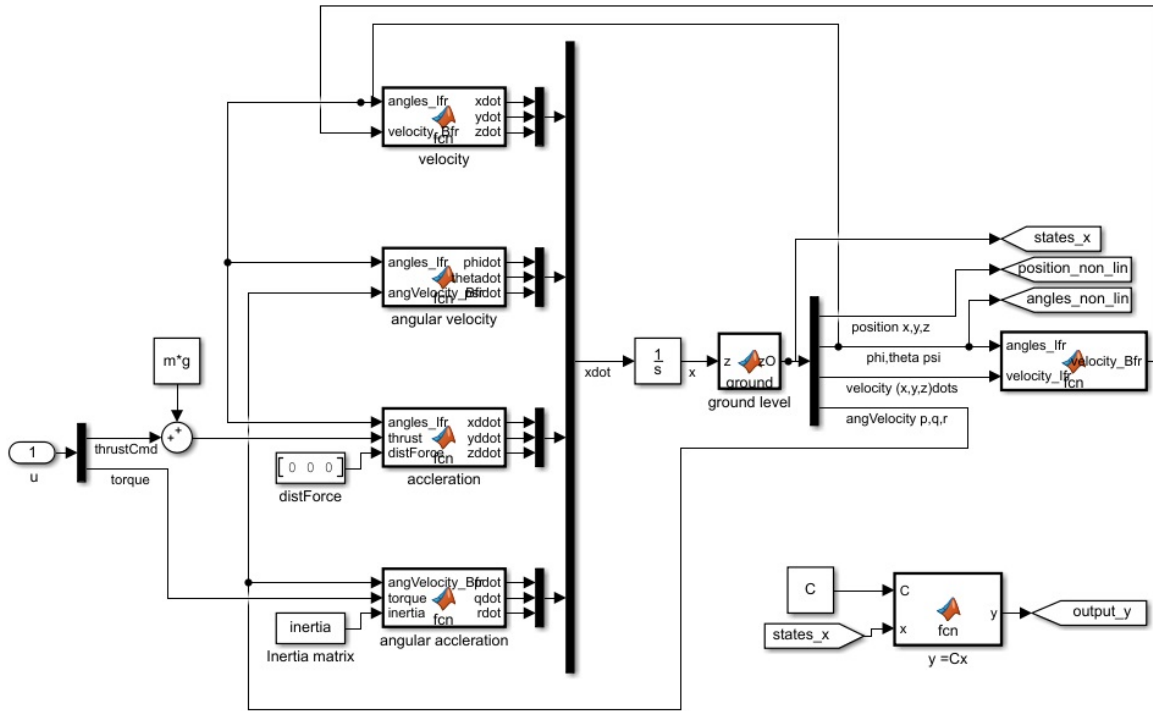 angles_Ifr xdot
ydot
velocity_Bfr zdot
fcn
velocity
angles_Ifr phidot
thetadot
angVelocity_Bfr psidot
fcn
angular velocity
m*g
+ +
1
u
thrustCmd
torque
[ 0 0 0 ]
distForce
angles_Ifr xddot
thrust yddot
distForce zddot
fcn
accleration
inertia
Inertia matrix
angVelocity_Bfr pdot
torque qdot
inertia rdot
fcn
angular accleration
xdot
1
s
x
z zO
ground
ground level
position x,y,z
phi,theta psi
velocity (x,y,z)dots
angVelocity p,q,r
states_x
position_non_lin
angles_non_lin
angles_Ifr
velocity_Bfr
velocity_Ifr
fcn
C
states_x
C
x
y
fcn
y =Cx
output_y